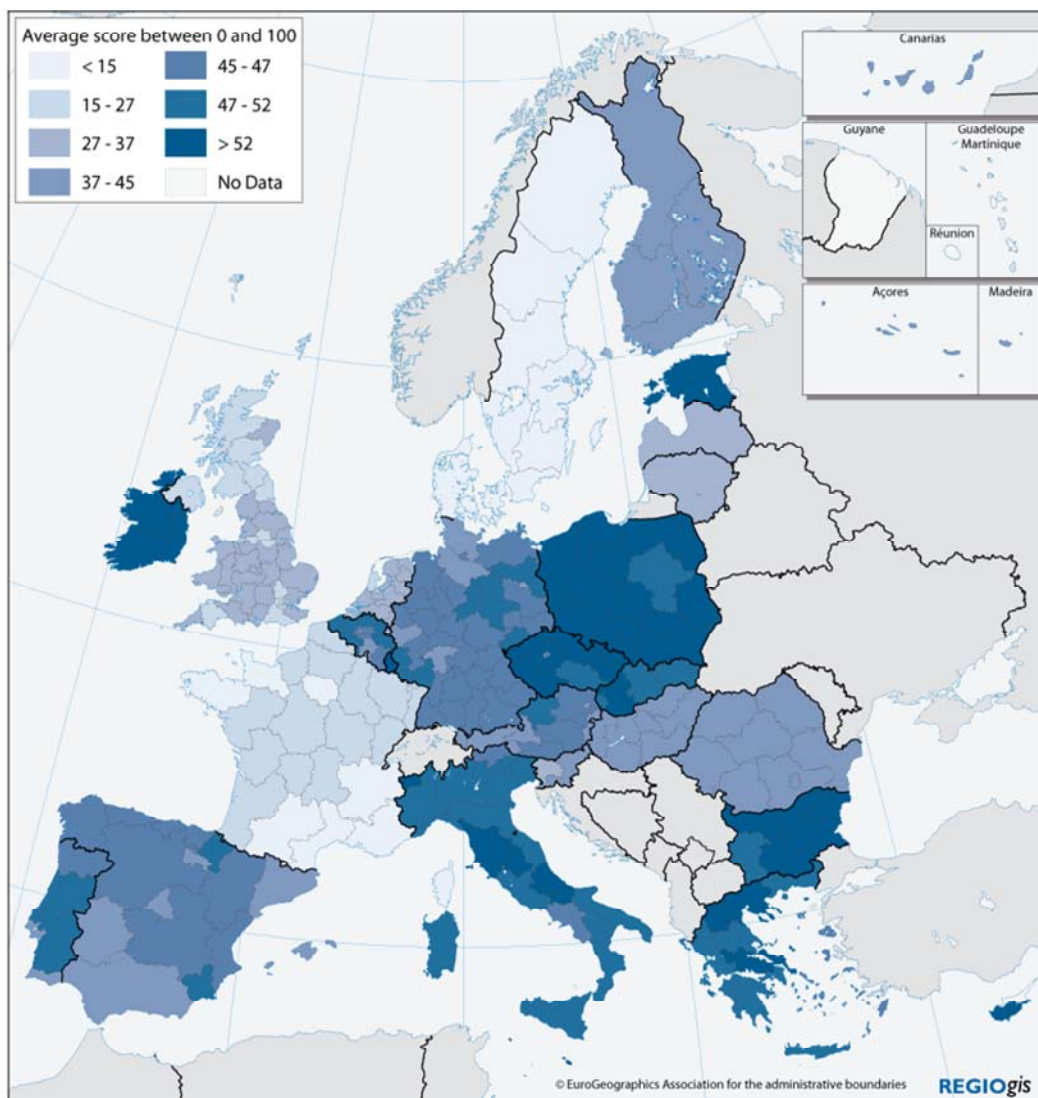 Average score between 0 and 100
< 15
45 - 47
15 - 27
47 - 52
27 - 37
> 52
37 - 45
No Data
Canarias
Guyane
Guadeloupe
Martinique
Réunion
Açores
Madeira
© EuroGeographics Association for the administrative boundaries
REGIOgis